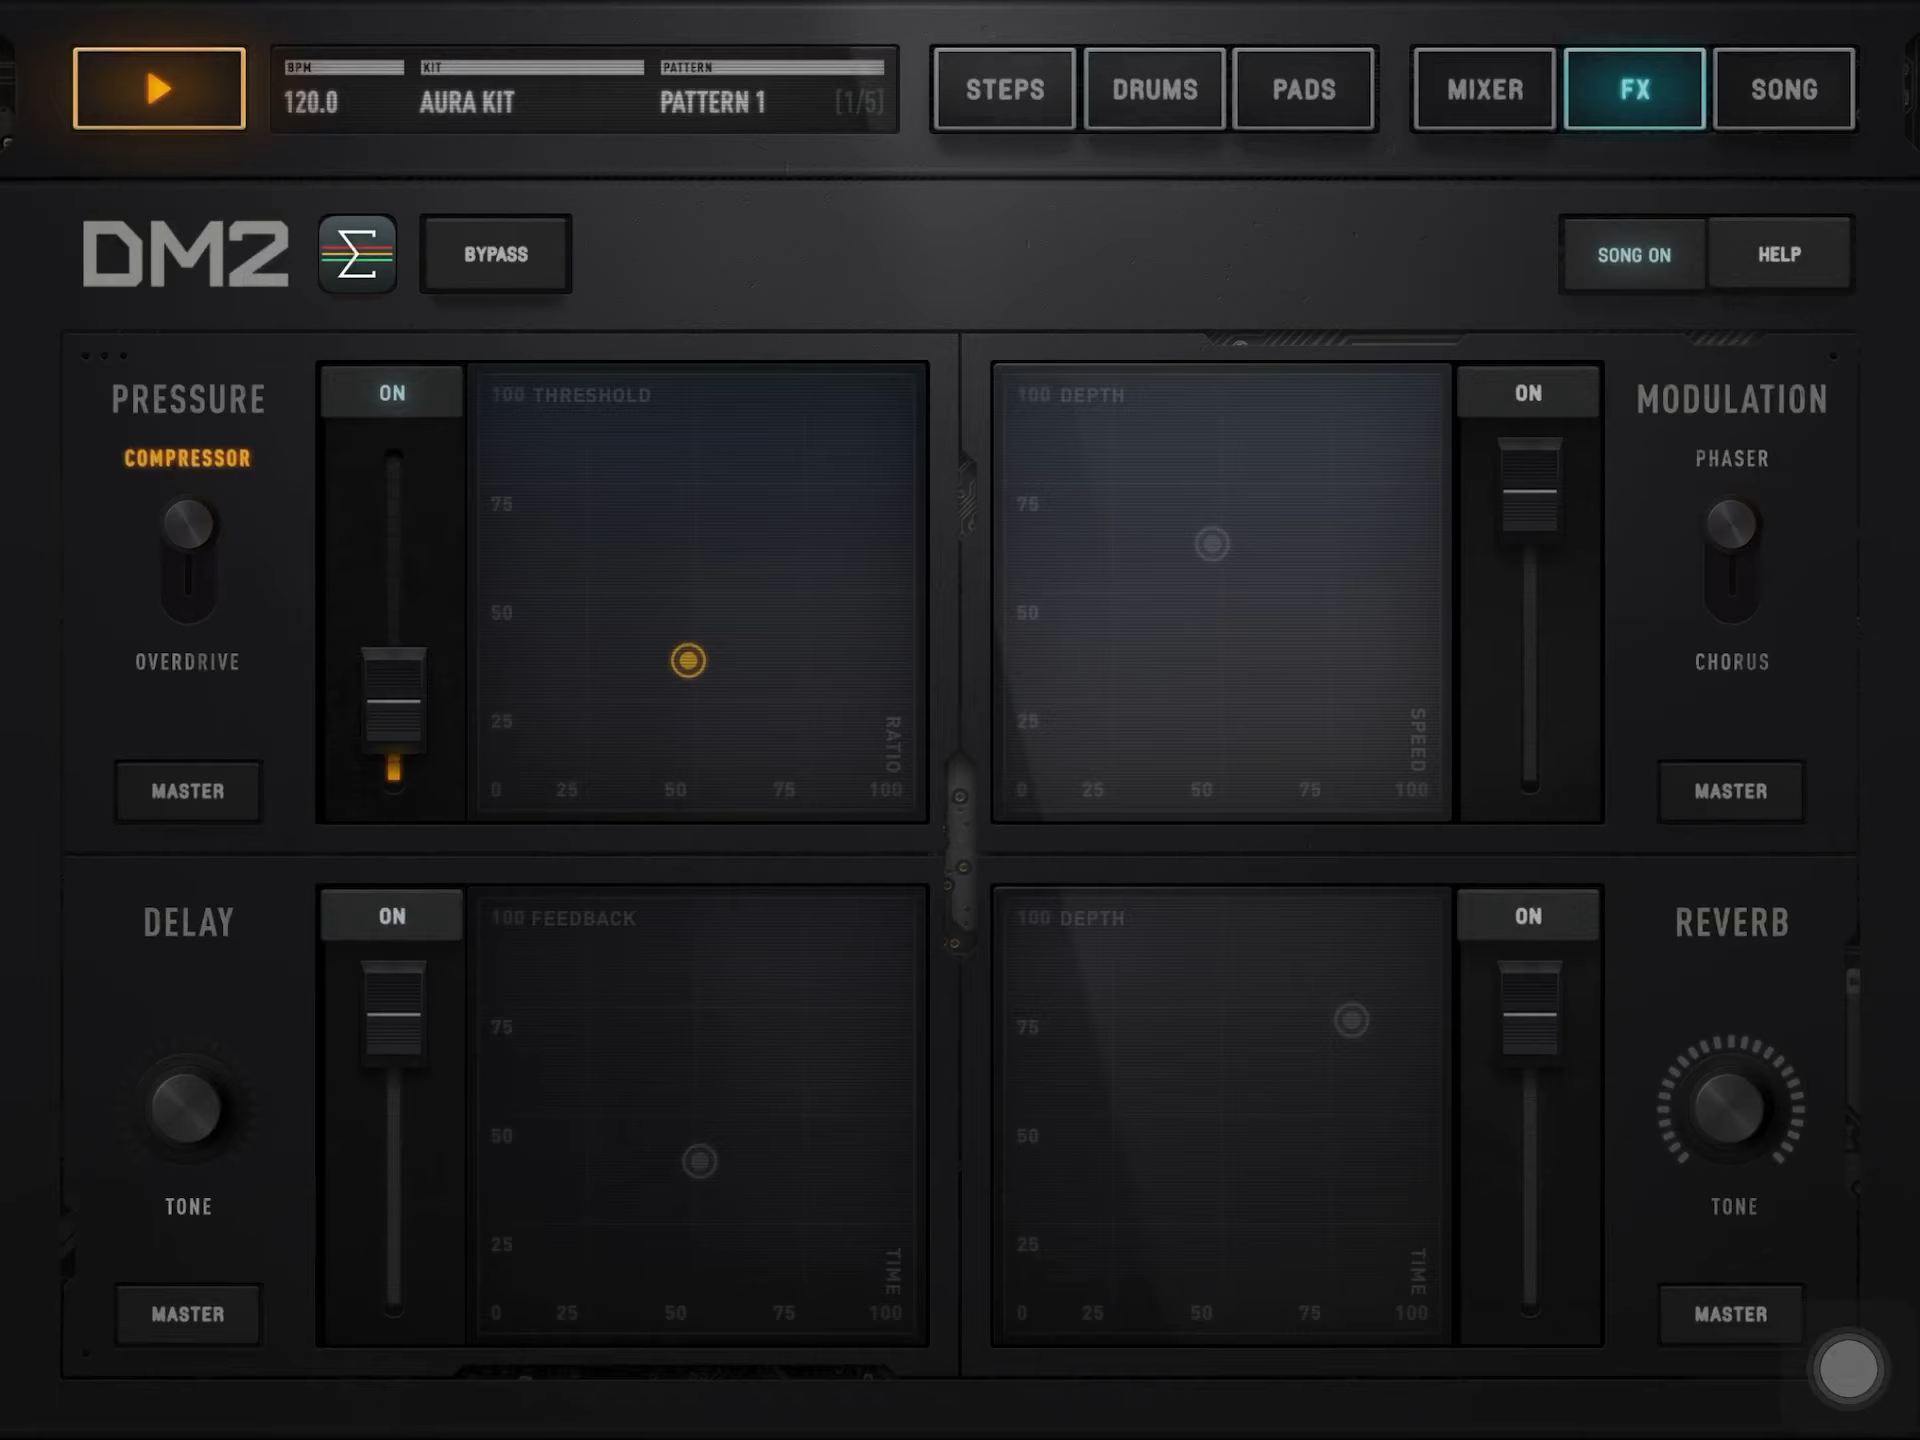 BPM KIT PATTERN
120.0 AURA KIT PATTERN 1 [1/5]
STEPS DRUMS PADS MIXER FX SONG
DM2 Σ BYPASS SONG ON HELP
PRESSURE
COMPRESSOR
OVERDRIVE
MASTER
ON
100 THRESHOLD
75
50
25
0 25 50 75 100
RATIO
100 DEPTH
75
50
25
0 25 50 75 100
SPEED
ON
MODULATION
PHASER
CHORUS
MASTER
DELAY
TONE
MASTER
ON
100 FEEDBACK
75
50
25
0 25 50 75 100
TIME
100 DEPTH
75
50
25
0 25 50 75 100
TIME
ON
REVERB
TONE
MASTER